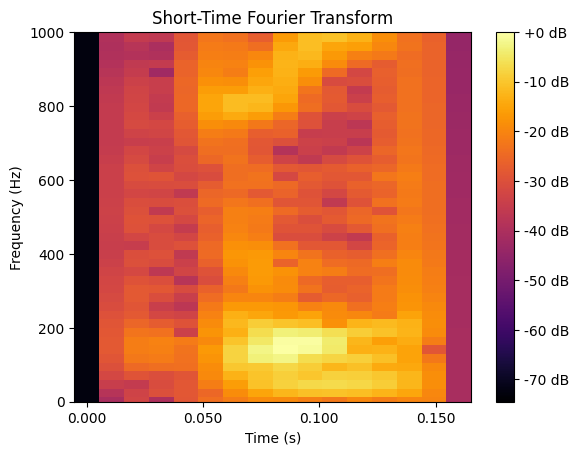 Short-Time Fourier Transform
1000
800
600
400
200
0
Frequency (Hz)
0.000
0.050
0.100
0.150
Time (s)
+0 dB
-10 dB
-20 dB
-30 dB
-40 dB
-50 dB
-60 dB
-70 dB